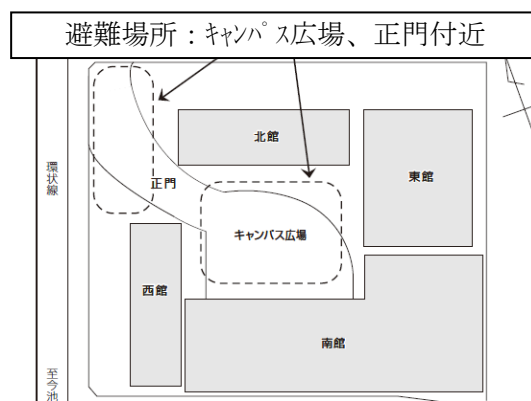 避難場所：ｷｬﾝﾊﾟｽ広場、正門付近
北館
東館
環状線
正門
キャンパス広場
西館
南館
至今池